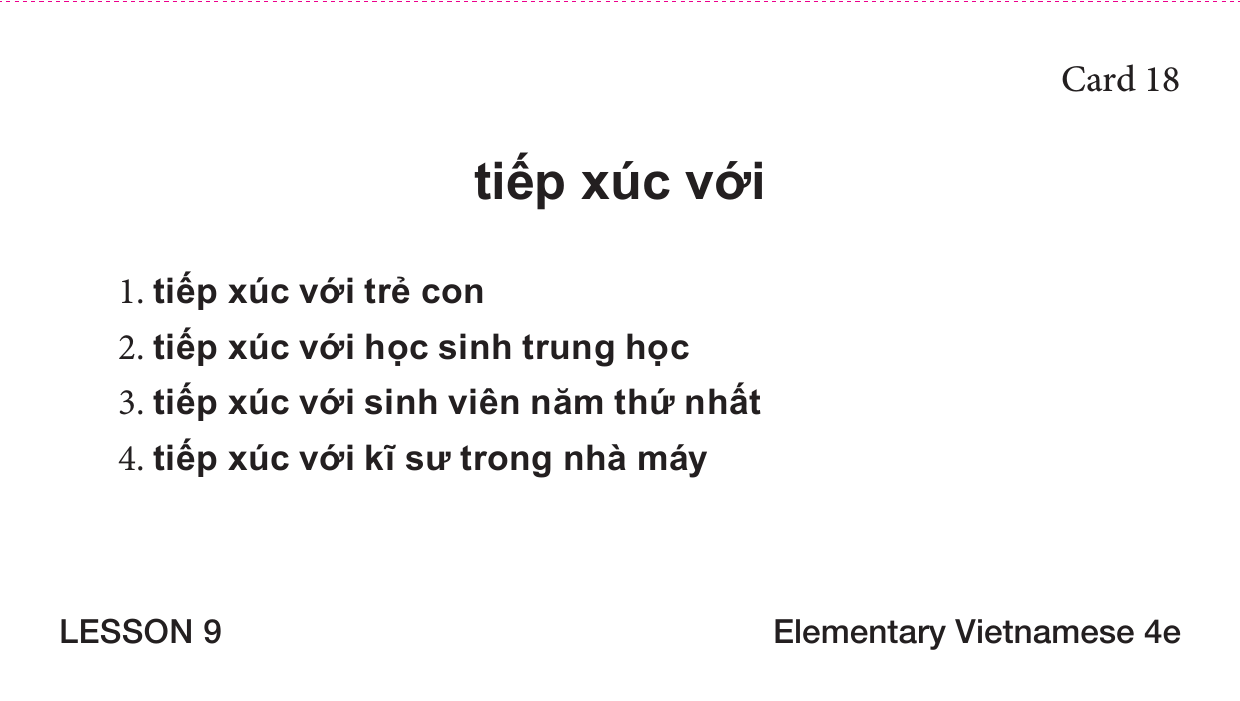 Card 18
tiếp xúc với
1. tiếp xúc với trẻ con
2. tiếp xúc với học sinh trung học
3. tiếp xúc với sinh viên năm thứ nhất
4. tiếp xúc với kĩ sư trong nhà máy
LESSON 9 Elementary Vietnamese 4e